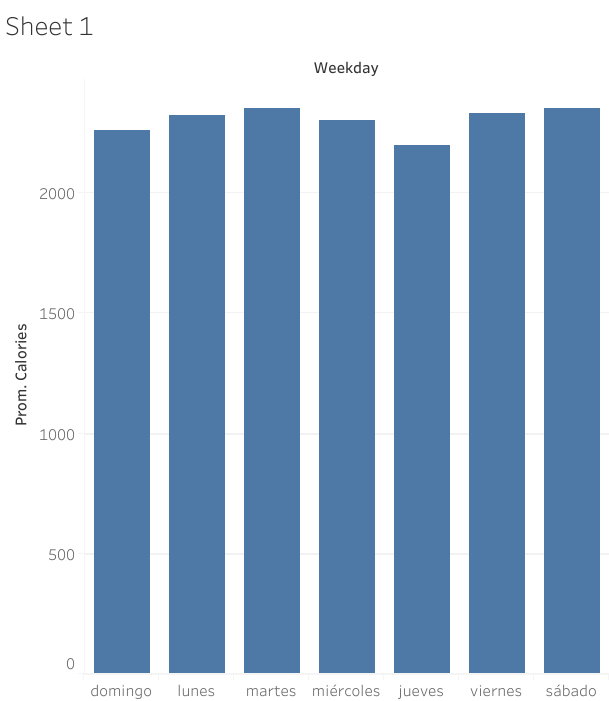 Sheet 1
Weekday
Prom. Calories
2000
1500
1000
500
0
domingo lunes martes miércoles jueves viernes sábado